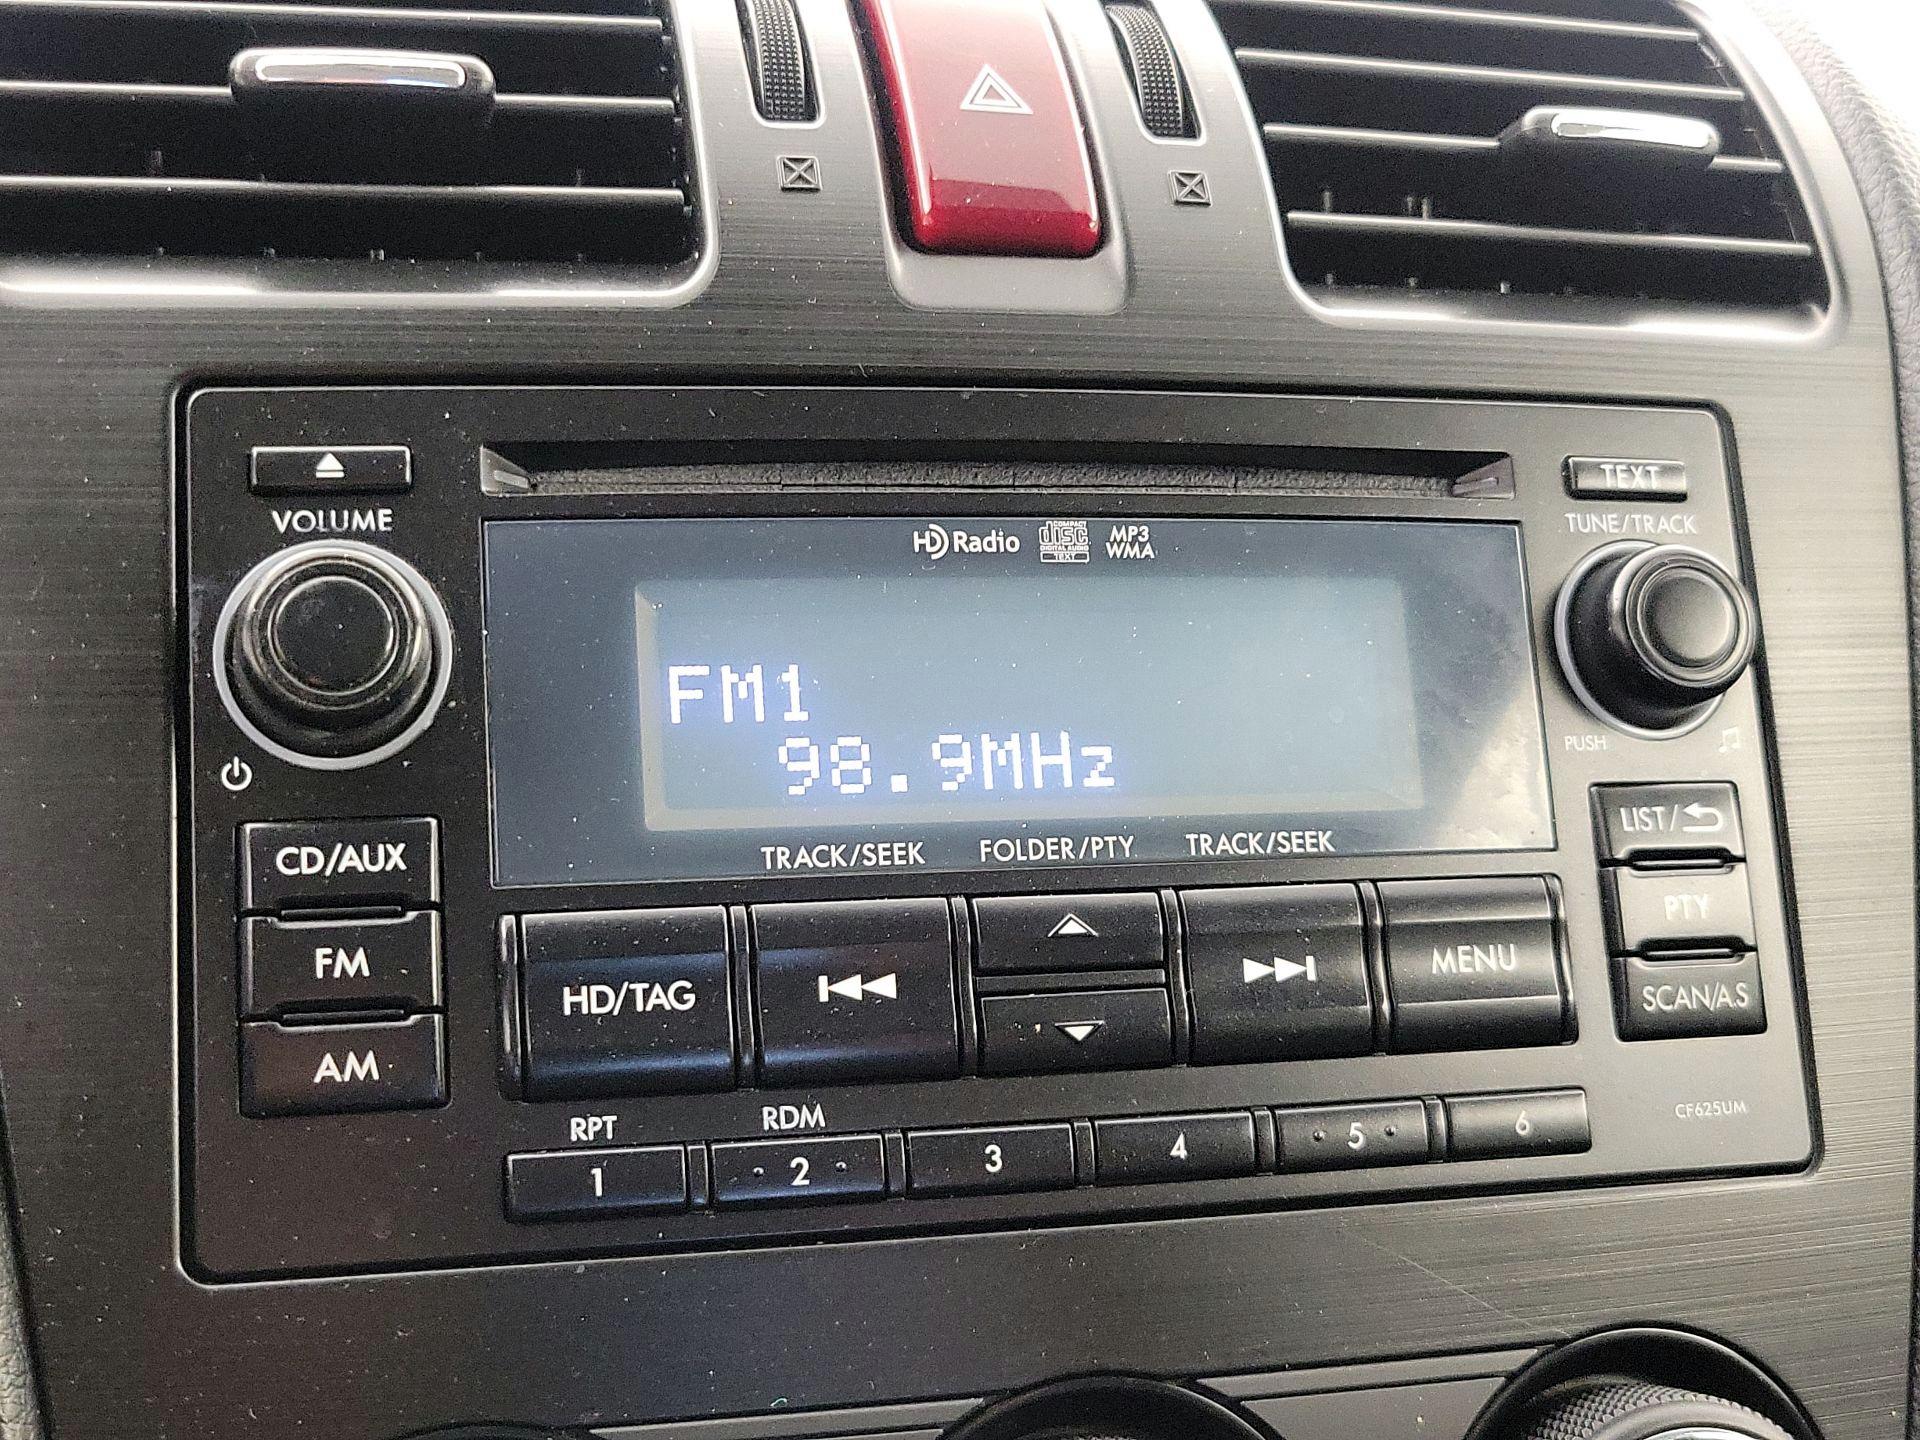 TEXT
VOLUME
TUNE/TRACK
HD Radio
COMPACT
disc
DIGITAL AUDIO
TEXT
MP3
WMA
FM1
98.9MHz
PUSH
TRACK/SEEK FOLDER/PTY TRACK/SEEK
CD/AUX
LIST/
FM
PTY
AM
SCAN/A.S
HD/TAG
MENU
RPT RDM
1 2 3 4 5 6
CF625UM